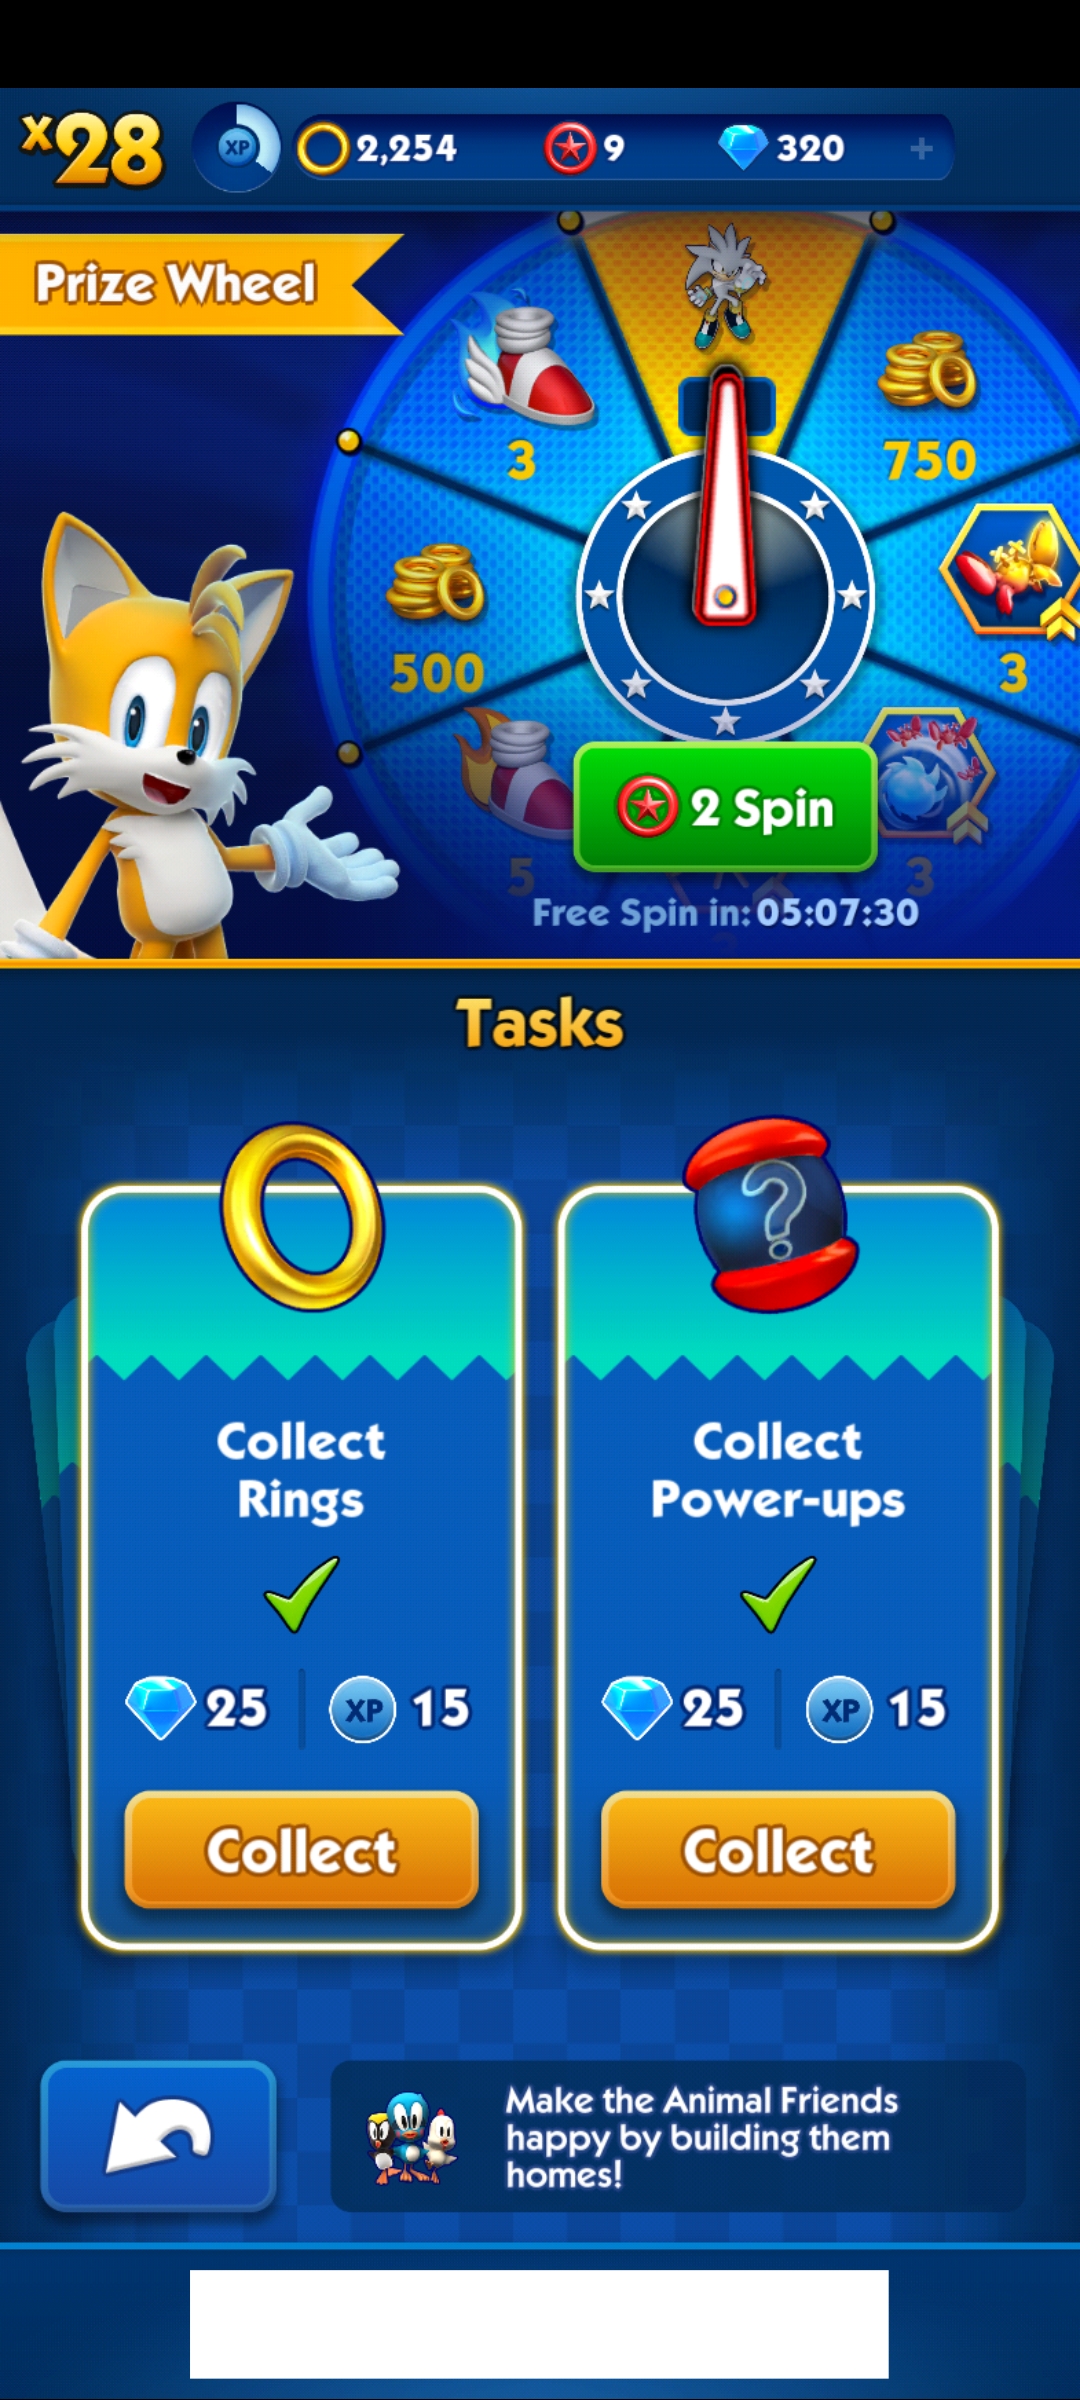 x28
XP
2,254
9
320
+
Prize Wheel
3
750
500
3
5
3
2 Spin
Free Spin in: 05:07:30
Tasks
?
Collect
Rings
Collect
Power-ups
25
XP
15
25
XP
15
Collect
Collect
Make the Animal Friends
happy by building them
homes!